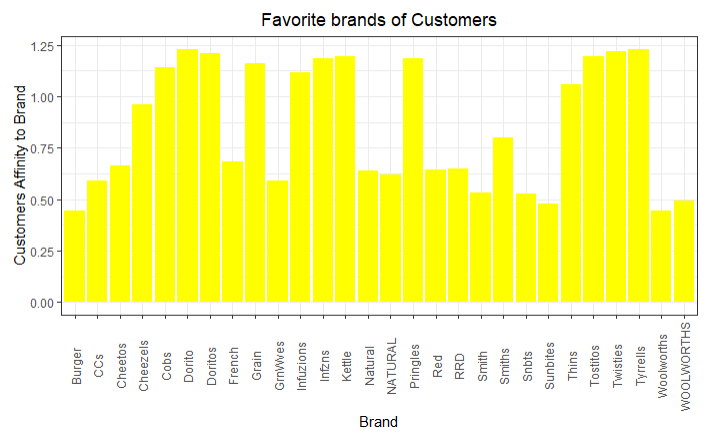 Favorite brands of Customers
Customers Affinity to Brand
1.25
1.00
0.75
0.50
0.25
0.00
Burger
CCs
Cheetos
Cheezels
Cobs
Dorito
Doritos
French
Grain
GrnWves
Infuzions
Infzns
Kettle
Natural
NATURAL
Pringles
Red
RRD
Smith
Smiths
Snbts
Sunbites
Thins
Tostitos
Twisties
Tyrrells
Woolworths
WOOLWORTHS
Brand